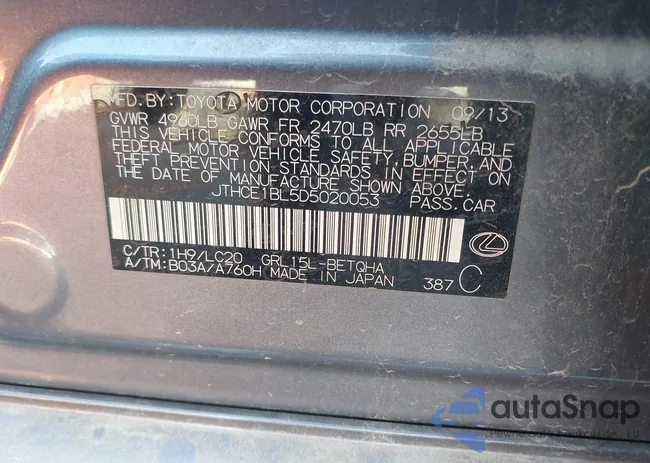 MFD.BY:TOYOTA MOTOR CORPORATION 09/13
GVWR 4960LB GAWR FR 2470LB RR 2655LB
THIS VEHICLE CONFORMS TO ALL APPLICABLE
FEDERAL MOTOR VEHICLE SAFETY,BUMPER,AND
THEFT PREVENTION STANDARDS IN EFFECT ON
THE DATE OF MANUFACTURE SHOWN ABOVE.
JTHCE1BL5D5020053 PASS.CAR
C/TR:1H9/LC20 GRL15L-BETQHA
A/TM:B03A/A760H MADE IN JAPAN 387 C
autaSnap